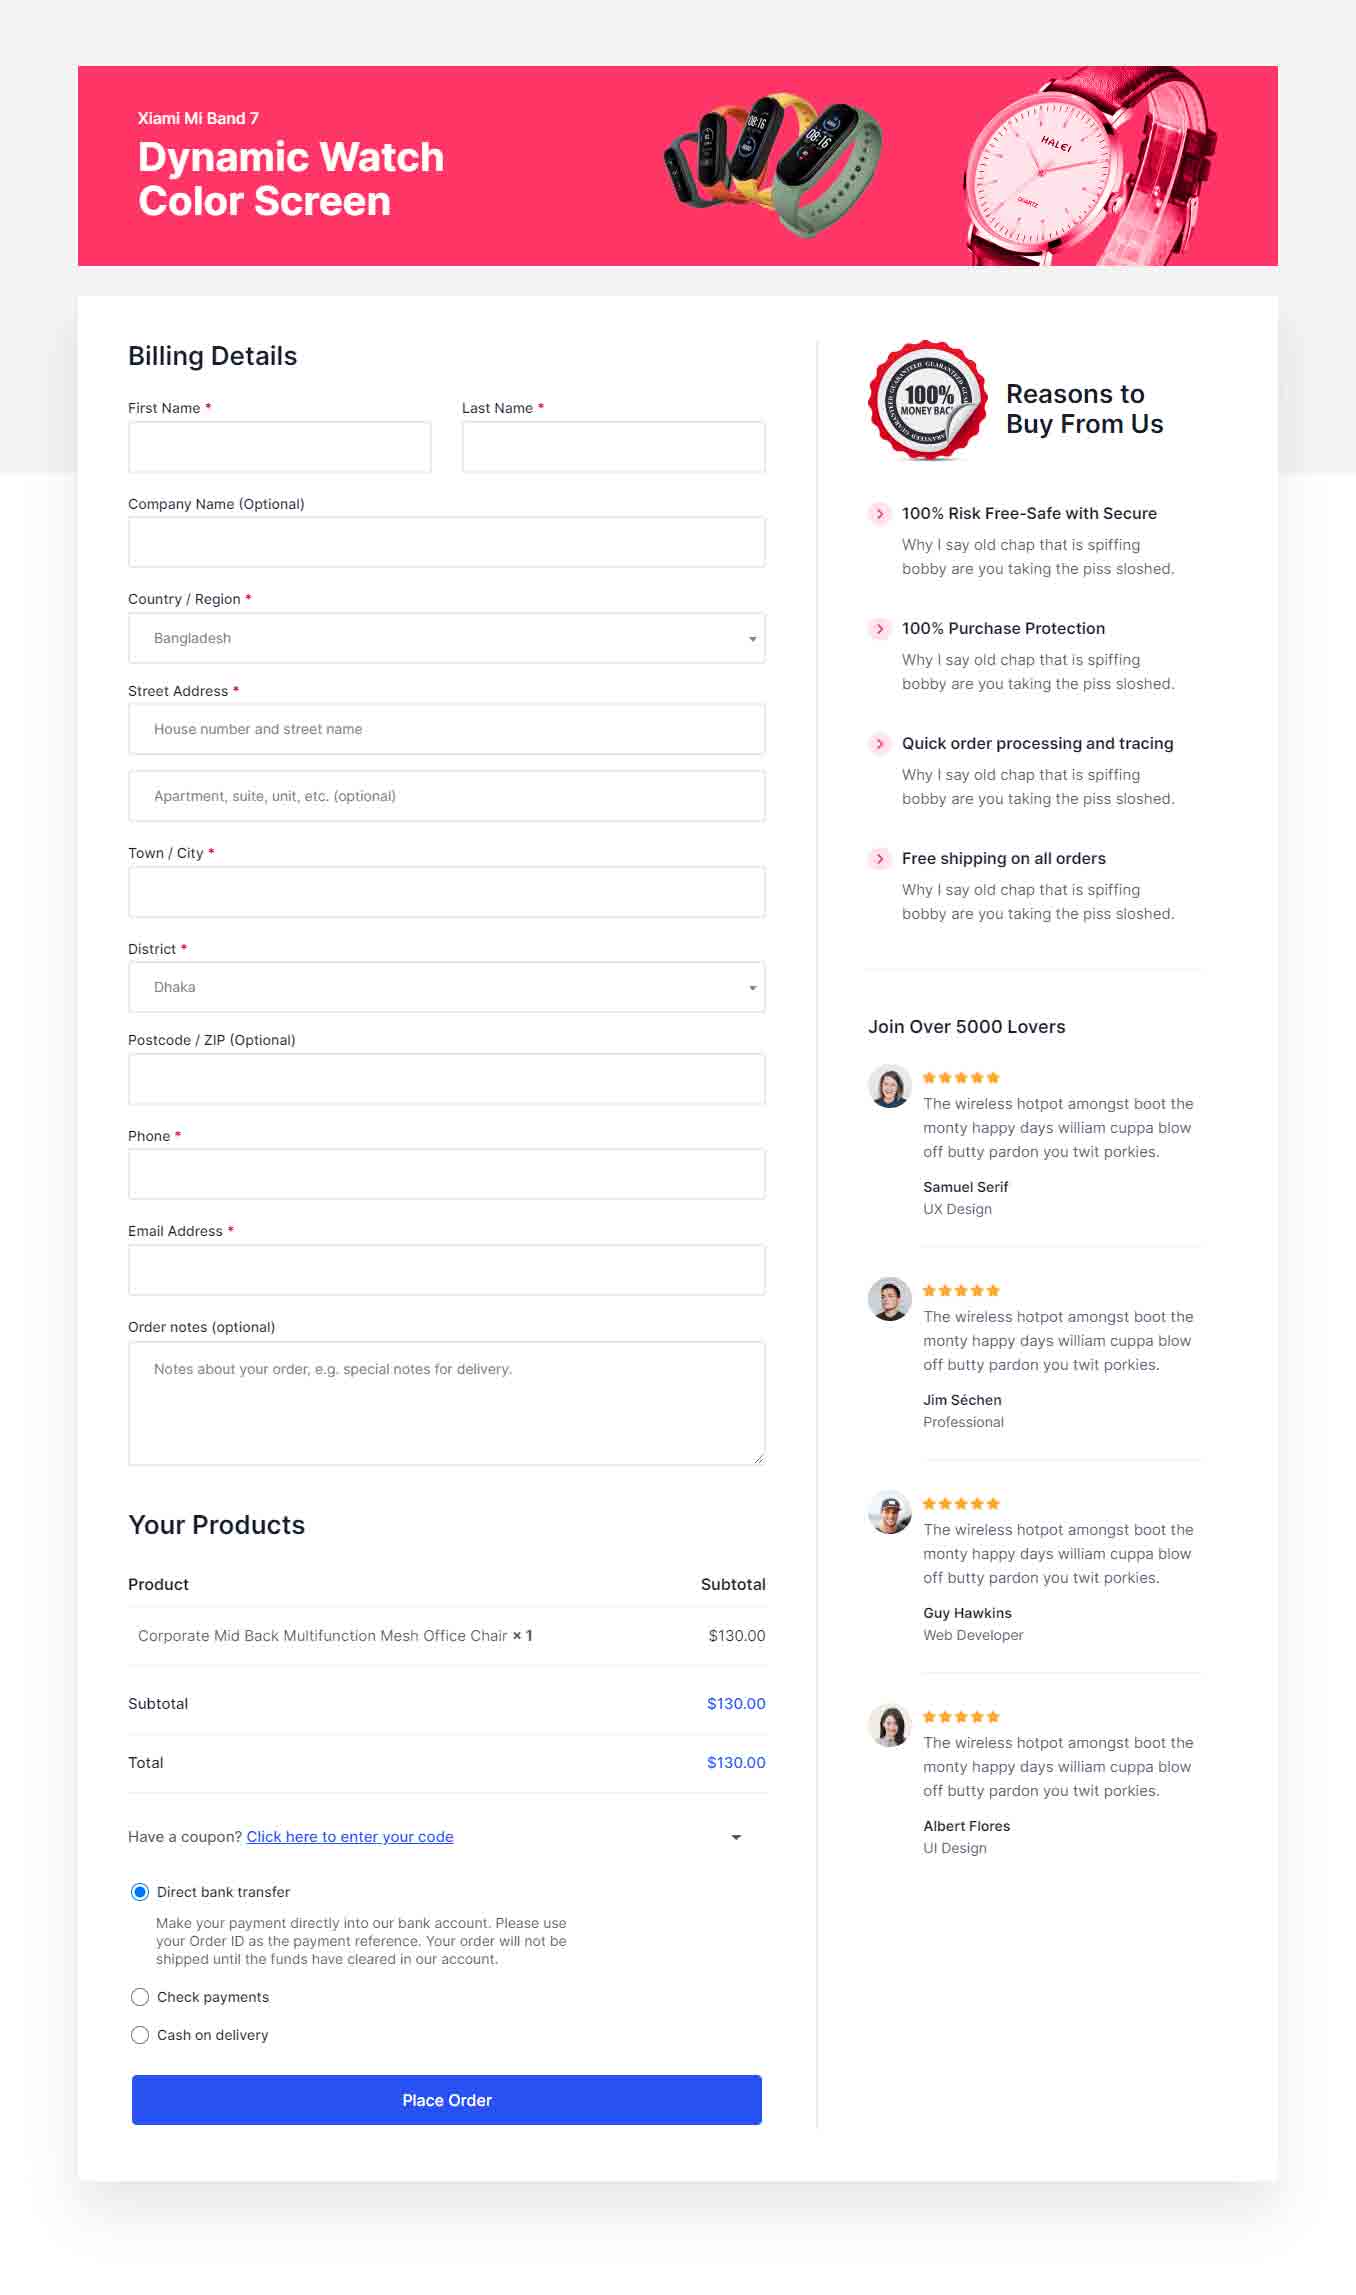 Xiami Mi Band 7
Dynamic Watch
Color Screen
08:16
08:16
HALEI
QUARTZ
Billing Details
First Name *
Last Name *
Company Name (Optional)
Country / Region *
Bangladesh
Street Address *
House number and street name
Apartment, suite, unit, etc. (optional)
Town / City *
District *
Dhaka
Postcode / ZIP (Optional)
Phone *
Email Address *
Order notes (optional)
Notes about your order, e.g. special notes for delivery.
Your Products
Product Subtotal
Corporate Mid Back Multifunction Mesh Office Chair × 1 $130.00
Subtotal $130.00
Total $130.00
Have a coupon? Click here to enter your code
Direct bank transfer
Make your payment directly into our bank account. Please use
your Order ID as the payment reference. Your order will not be
shipped until the funds have cleared in our account.
Check payments
Cash on delivery
Place Order
GUARANTEED GUARANTEED
100%
MONEY BAC
Reasons to
Buy From Us
100% Risk Free-Safe with Secure
Why I say old chap that is spiffing
bobby are you taking the piss sloshed.
100% Purchase Protection
Why I say old chap that is spiffing
bobby are you taking the piss sloshed.
Quick order processing and tracing
Why I say old chap that is spiffing
bobby are you taking the piss sloshed.
Free shipping on all orders
Why I say old chap that is spiffing
bobby are you taking the piss sloshed.
Join Over 5000 Lovers
The wireless hotpot amongst boot the
monty happy days william cuppa blow
off butty pardon you twit porkies.
Samuel Serif
UX Design
The wireless hotpot amongst boot the
monty happy days william cuppa blow
off butty pardon you twit porkies.
Jim Séchen
Professional
The wireless hotpot amongst boot the
monty happy days william cuppa blow
off butty pardon you twit porkies.
Guy Hawkins
Web Developer
The wireless hotpot amongst boot the
monty happy days william cuppa blow
off butty pardon you twit porkies.
Albert Flores
UI Design